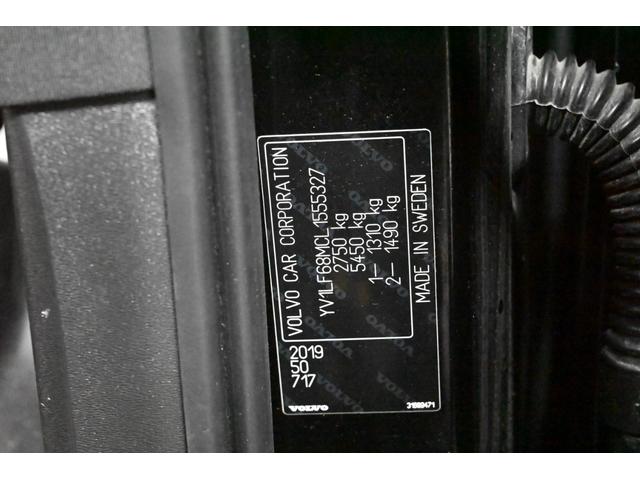 VOLVO CAR CORPORATION
YV1LF68MCL1555327
2750 kg
5450 kg
1– 1310 kg
2– 1490 kg
MADE IN SWEDEN
2019
50
717
VOLVO
31669471